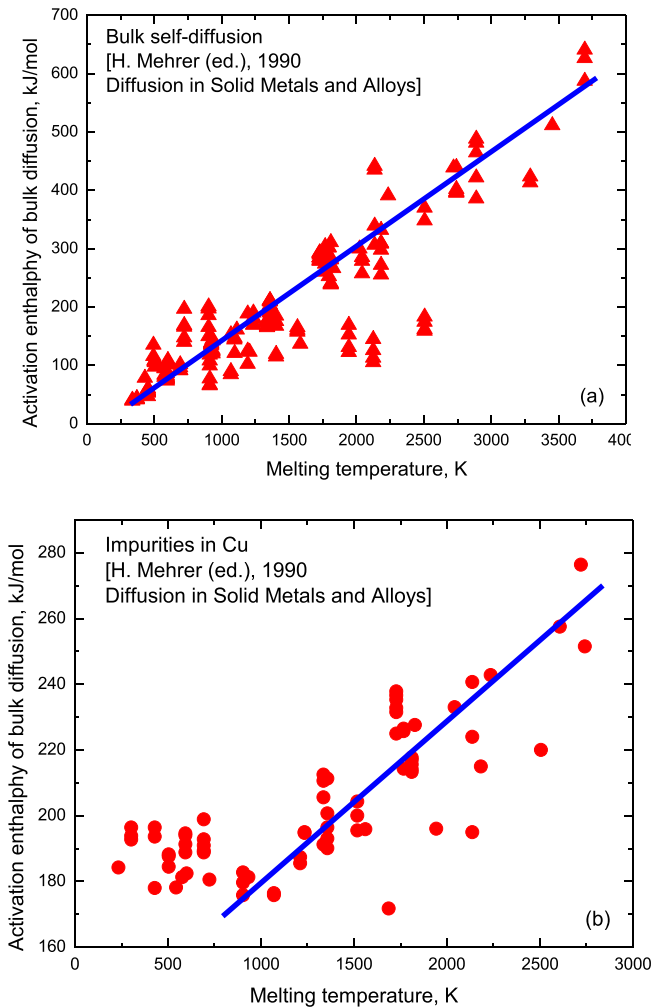 700
600
500
400
300
200
100
0
Activation enthalphy of bulk diffusion, kJ/mol
Bulk self-diffusion
[H. Mehrer (ed.), 1990
Diffusion in Solid Metals and Alloys]
(a)
0 500 1000 1500 2000 2500 3000 3500 400
Melting temperature, K
280
260
240
220
200
180
160
Activation enthalphy of bulk diffusion, kJ/mol
Impurities in Cu
[H. Mehrer (ed.), 1990
Diffusion in Solid Metals and Alloys]
(b)
0 500 1000 1500 2000 2500 3000
Melting temperature, K